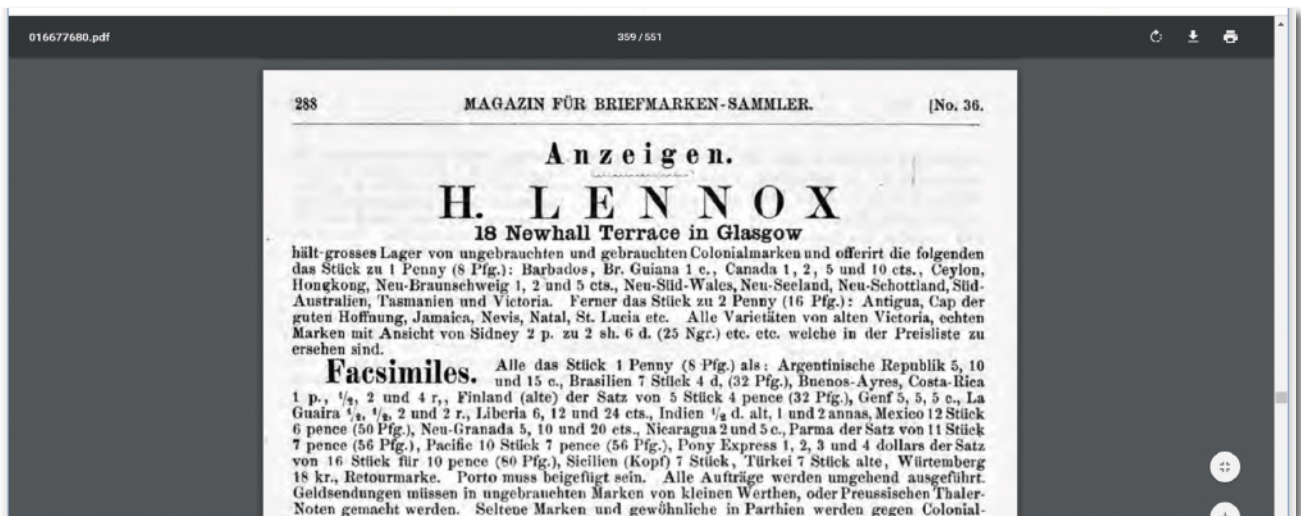 016677680.pdf
359 / 551
288 MAGAZIN FÜR BRIEFMARKEN-SAMMLER. [No. 36.
Anzeigen.
H. LENNOX
18 Newhall Terrace in Glasgow
hält-grosses Lager von ungebrauchten und gebrauchten Colonialmarken und offerirt die folgenden
das Stück zu 1 Penny (8 Pfg.): Barbados, Br. Guiana 1 c., Canada 1, 2, 5 und 10 cts., Ceylon,
Hongkong, Neu-Braunschweig 1, 2 und 5 cts., Neu-Süd-Wales, Neu-Seeland, Neu-Schottland, Süd-
Australien, Tasmanien und Victoria. Ferner das Stück zu 2 Penny (16 Pfg.): Antigua, Cap der
guten Hoffnung, Jamaica, Nevis, Natal, St. Lucia etc. Alle Varietäten von alten Victoria, echten
Marken mit Ansicht von Sidney 2 p. zu 2 sh. 6 d. (25 Ngr.) etc. etc. welche in der Preisliste zu
ersehen sind.
Facsimiles. Alle das Stück 1 Penny (8 Pfg.) als: Argentinische Republik 5, 10
und 15 c., Brasilien 7 Stück 4 d, (32 Pfg.), Buenos-Ayres, Costa-Rica
1 p., 1/2, 2 und 4 r,, Finland (alte) der Satz von 5 Stück 4 pence (32 Pfg.), Genf 5, 5, 5 c., La
Guaira 1/2, 2 und 2 r., Liberia 6, 12 und 24 cts., Indien 1/2 d. alt, 1 und 2 annas, Mexico 12 Stück
6 pence (50 Pfg.), Neu-Granada 5, 10 und 20 cts., Nicaragua 2 und 5 c., Parma der Satz von 11 Stück
7 pence (56 Pfg.), Pacific 10 Stück 7 pence (56 Pfg.), Pony Express 1, 2, 3 und 4 dollars der Satz
von 16 Stück für 10 pence (80 Pfg.), Sicilien (Kopf) 7 Stück, Türkei 7 Stück alte, Würtemberg
18 kr., Retourmarke. Porto muss beigefügt sein. Alle Aufträge werden umgehend ausgeführt.
Geldsendungen müssen in ungebrauchten Marken von kleinen Werthen, oder Preussischen Thaler-
Noten gemacht werden. Seltene Marken und gewöhnliche in Parthien werden gegen Colonial-